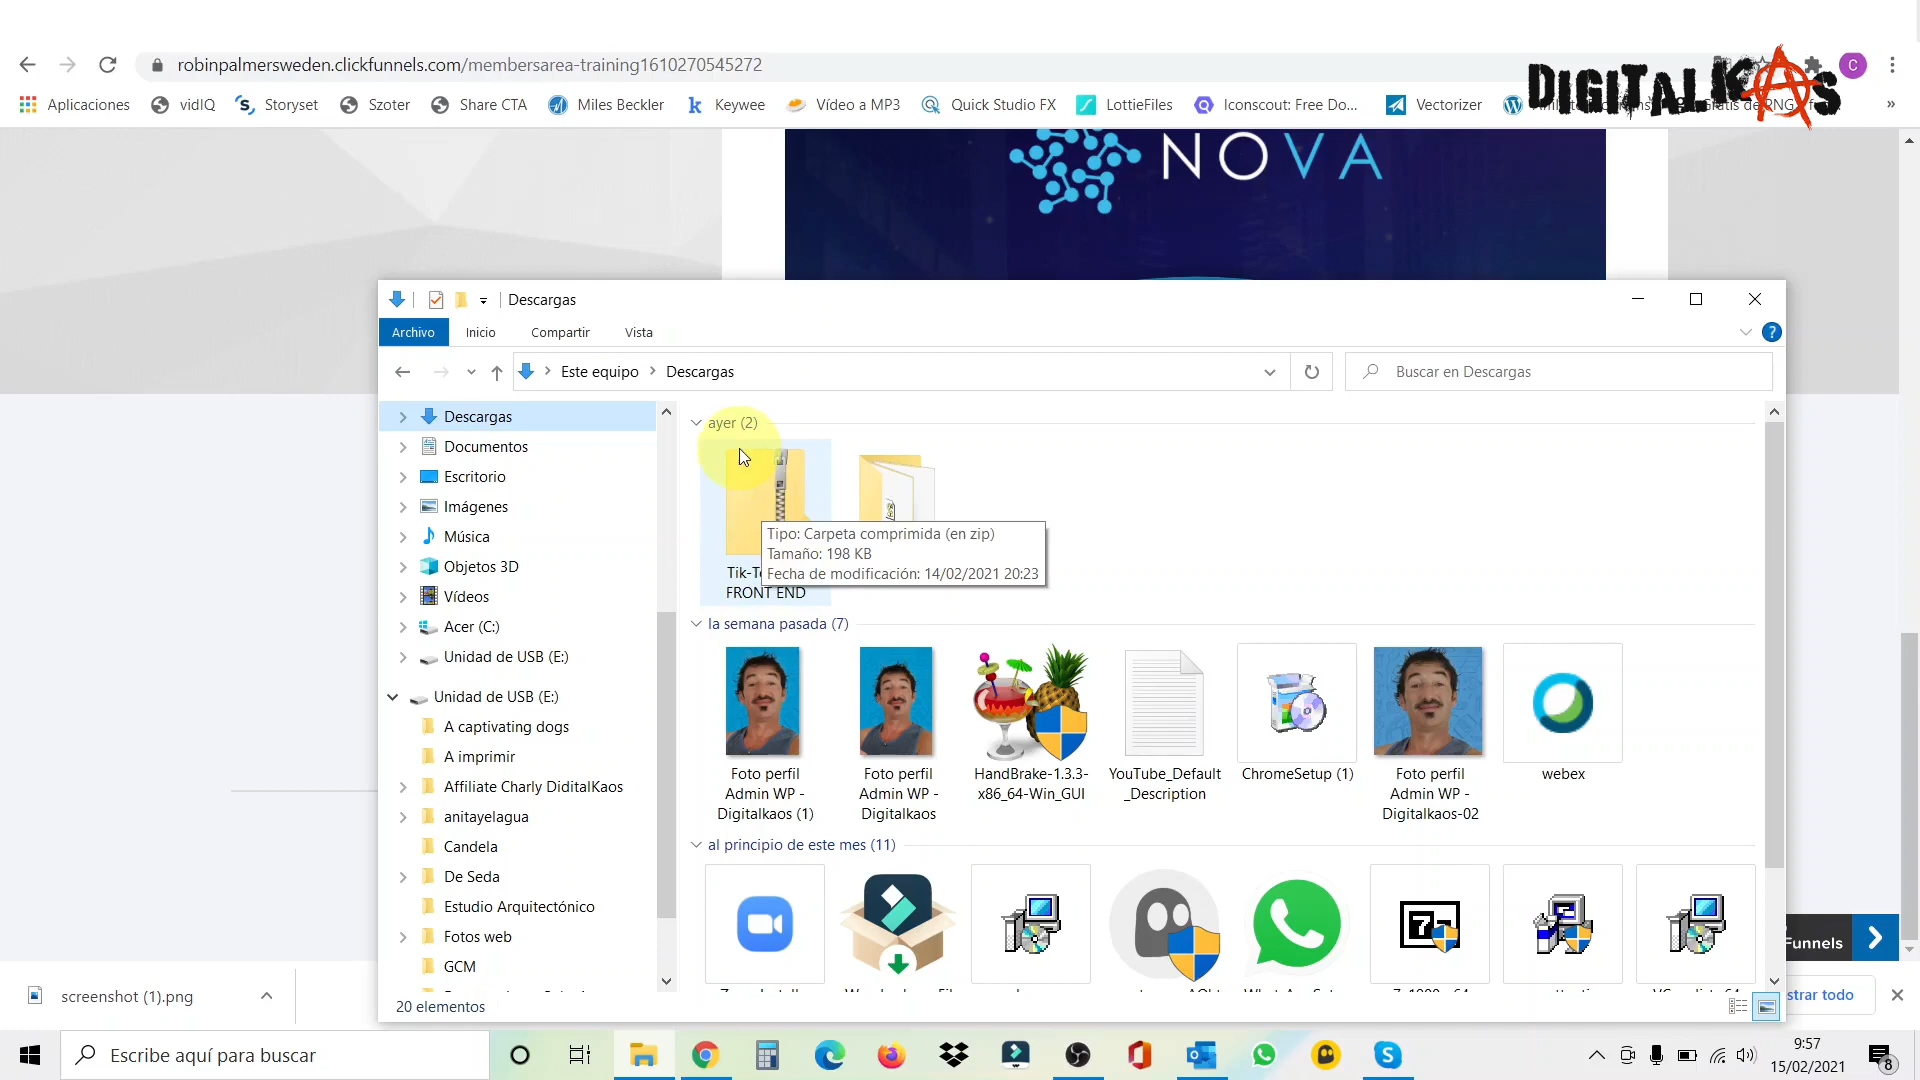 DIGITALKAS
robinpalmersweden.clickfunnels.com/membersarea-training1610270545272
C
Aplicaciones
vidIQ
Storyset
Szoter
Share CTA
Miles Beckler
Keywee
Vídeo a MP3
Quick Studio FX
LottieFiles
Iconscout: Free Do...
Vectorizer
»
NOVA
Descargas
Archivo
Inicio
Compartir
Vista
Este equipo > Descargas
Buscar en Descargas
Descargas
Documentos
Escritorio
Imágenes
Música
Objetos 3D
Vídeos
Acer (C:)
Unidad de USB (E:)
Unidad de USB (E:)
A captivating dogs
A imprimir
Affiliate Charly DiditalKaos
anitayelagua
Candela
De Seda
Estudio Arquitectónico
Fotos web
GCM
ayer (2)
Tipo: Carpeta comprimida (en zip)
Tamaño: 198 KB
Fecha de modificación: 14/02/2021 20:23
FRONT END
la semana pasada (7)
Foto perfil
Admin WP -
Digitalkaos (1)
Foto perfil
Admin WP -
Digitalkaos
HandBrake-1.3.3-
x86_64-Win_GUI
YouTube_Default
_Description
ChromeSetup (1)
Foto perfil
Admin WP -
Digitalkaos-02
webex
al principio de este mes (11)
20 elementos
Funnels
screenshot (1).png
strar todo
Escribe aquí para buscar
9:57
15/02/2021
8